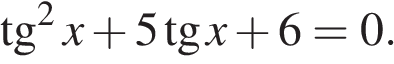 tg² x + 5 tg x + 6 = 0.